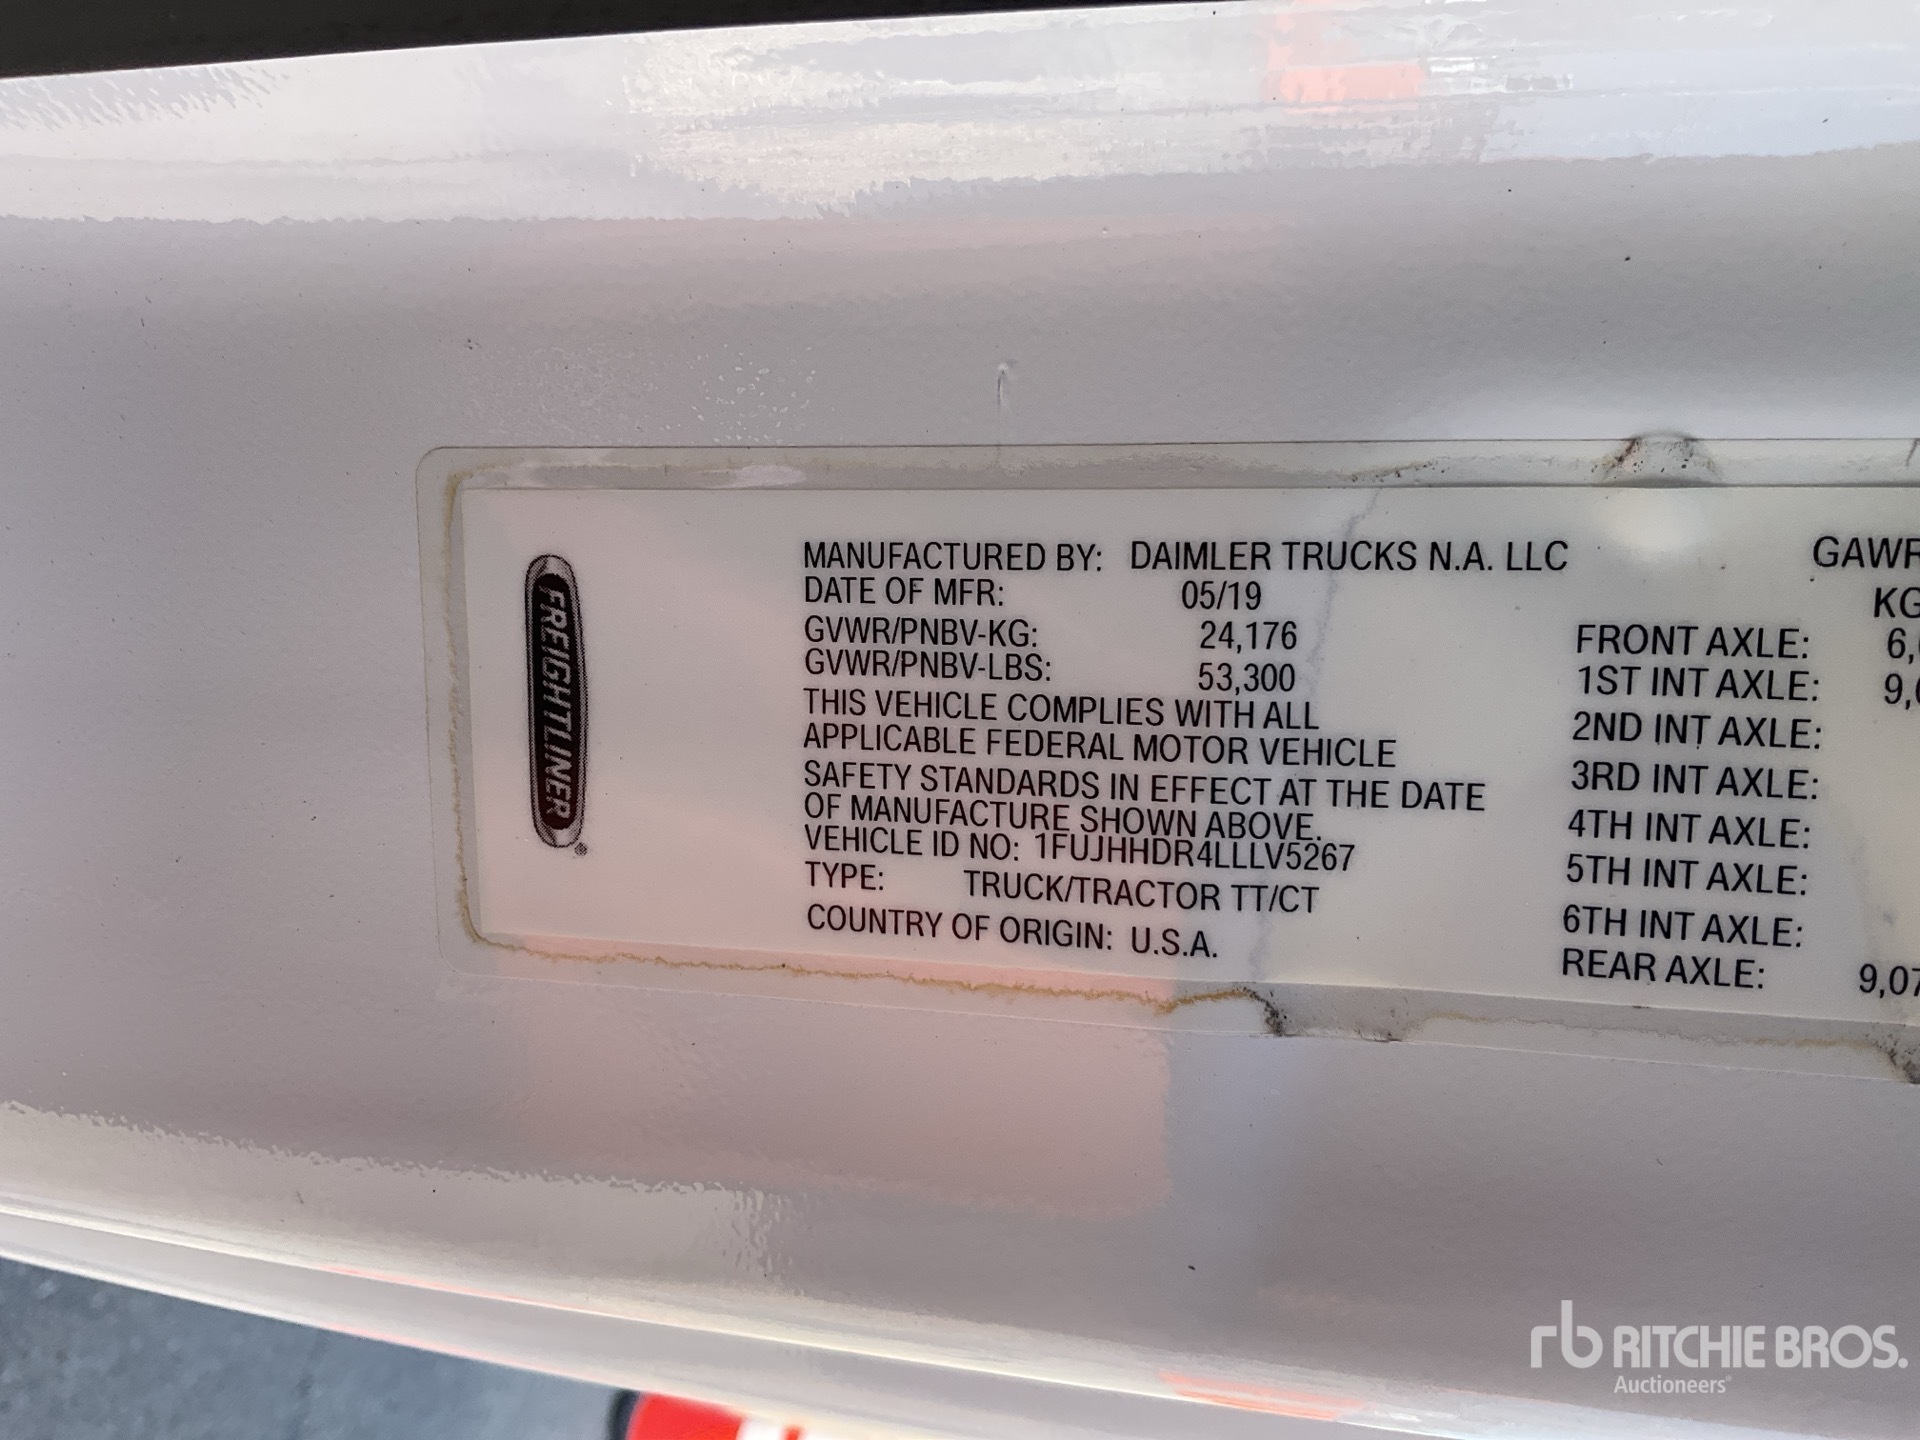 FREIGHTLINER®
MANUFACTURED BY: DAIMLER TRUCKS N.A. LLC
DATE OF MFR: 05/19
GVWR/PNBV-KG: 24,176
GVWR/PNBV-LBS: 53,300
THIS VEHICLE COMPLIES WITH ALL
APPLICABLE FEDERAL MOTOR VEHICLE
SAFETY STANDARDS IN EFFECT AT THE DATE
OF MANUFACTURE SHOWN ABOVE.
VEHICLE ID NO: 1FUJHHDR4LLLV5267
TYPE: TRUCK/TRACTOR TT/CT
COUNTRY OF ORIGIN: U.S.A.
GAWR
KG
FRONT AXLE:
1ST INT AXLE:
2ND INT AXLE:
3RD INT AXLE:
4TH INT AXLE:
5TH INT AXLE:
6TH INT AXLE:
REAR AXLE: 9,07
rb RITCHIE BROS.
Auctioneers